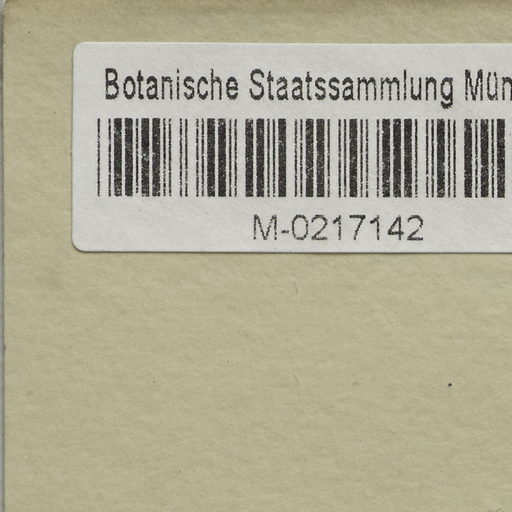 Botanische Staatssammlung Mün
M-0217142